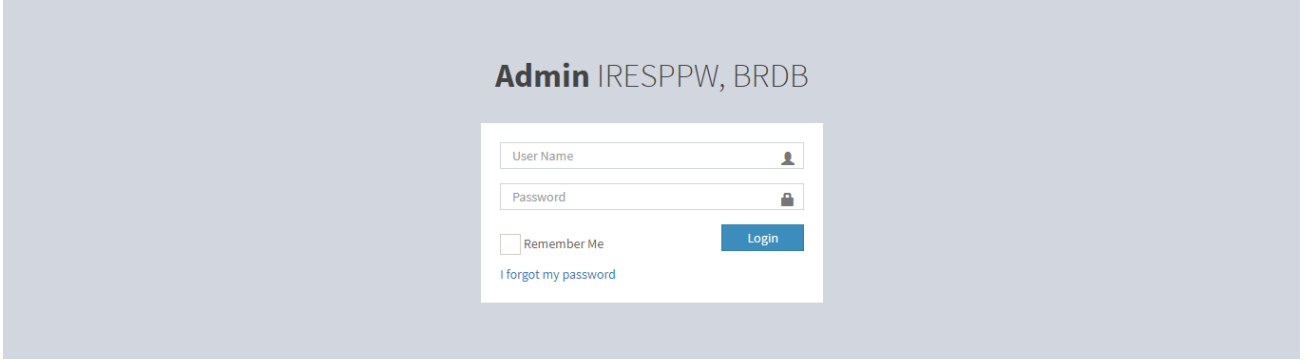 Admin IRESPPW, BRDB
User Name
Password
Remember Me
Login
I forgot my password